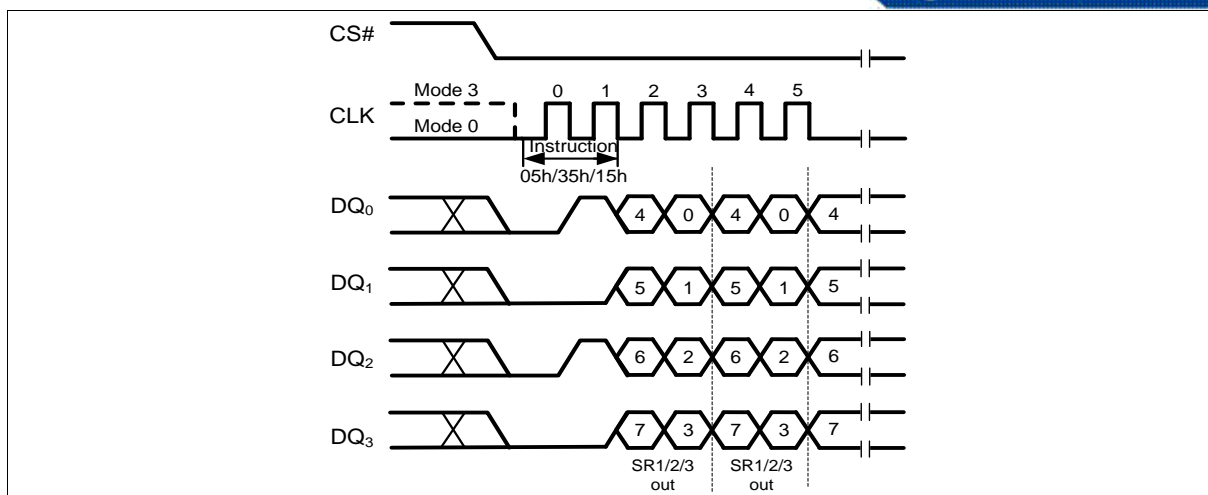 CS#
Mode 3 0 1 2 3 4 5
CLK
Mode 0
Instruction
05h/35h/15h
DQ0 4 0 4 0 4
DQ1 5 1 5 1 5
DQ2 6 2 6 2 6
DQ3 7 3 7 3 7
SR1/2/3 SR1/2/3
out out